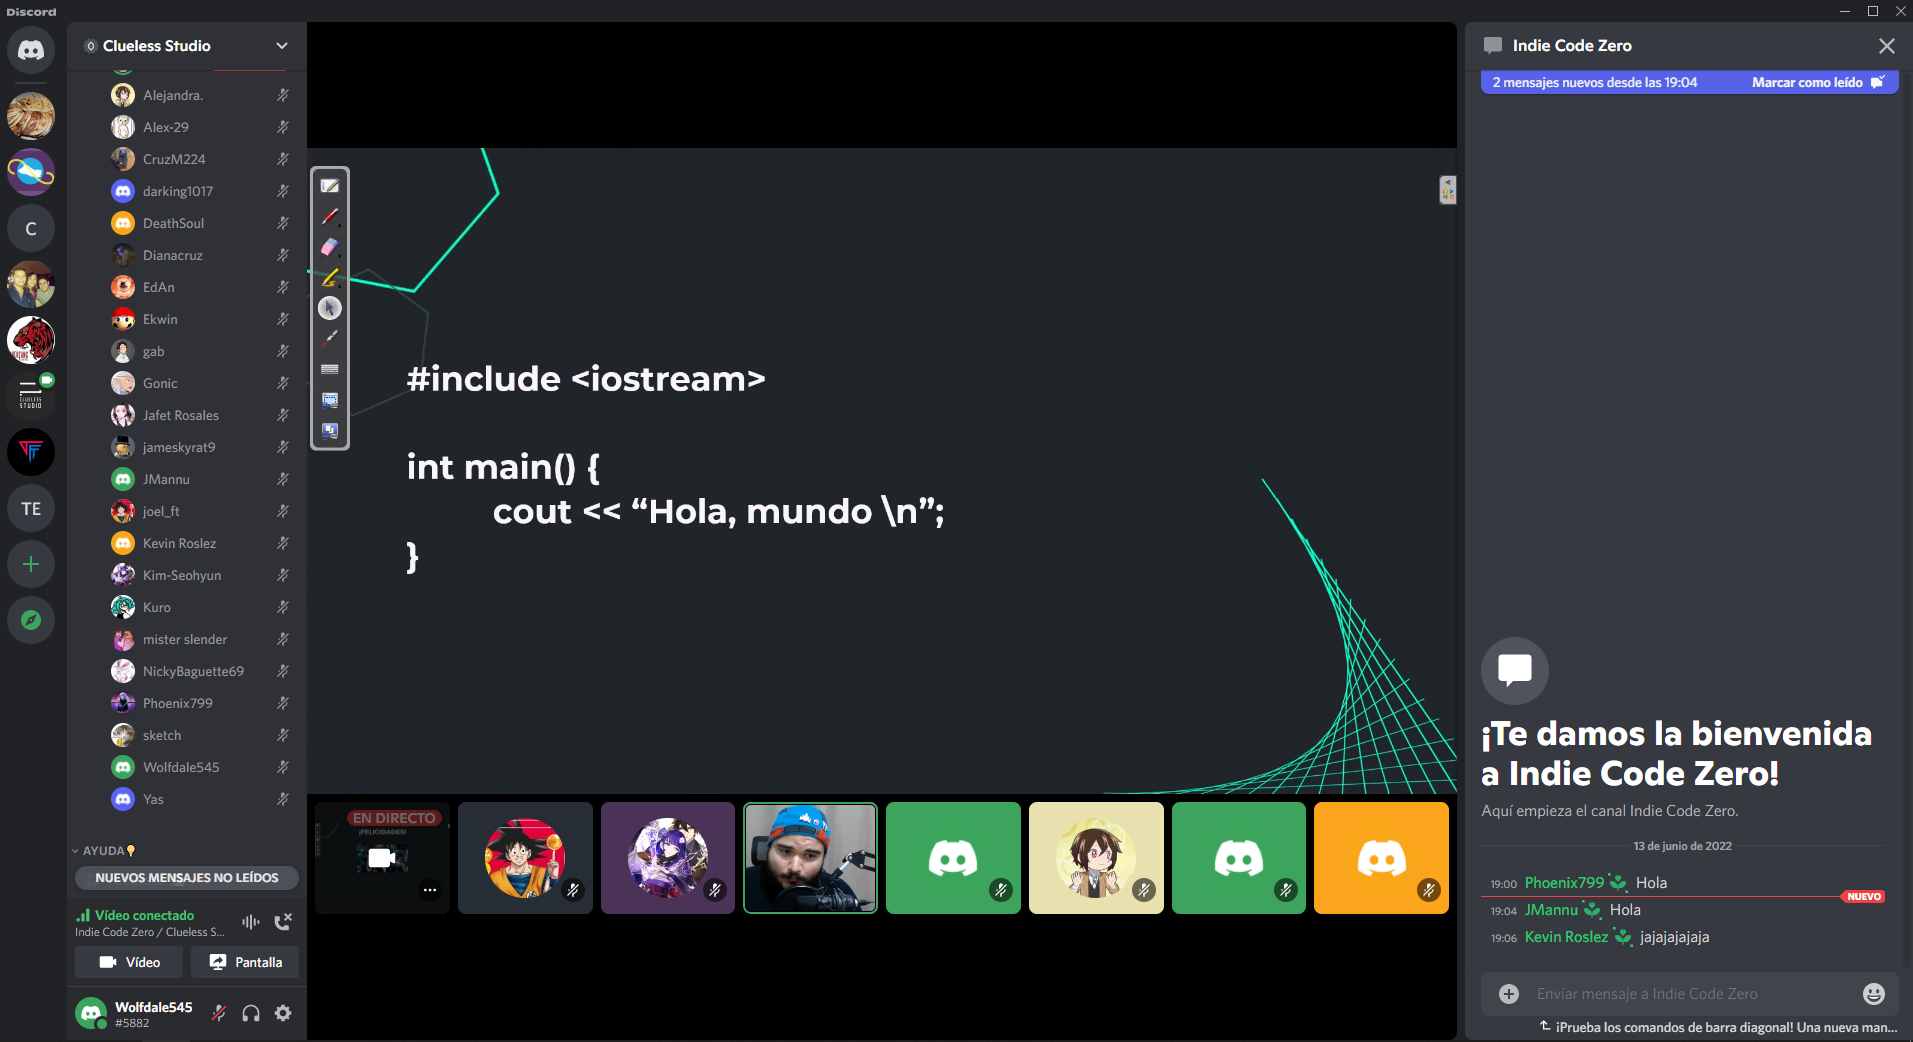 Discord
Clueless Studio
Alejandra.
Alex-29
CruzM224
darking1017
DeathSoul
Dianacruz
EdAn
Ekwin
gab
Gonic
Jafet Rosales
jameskyrat9
JMannu
joel_ft
Kevin Roslez
Kim-Seohyun
Kuro
mister slender
NickyBaguette69
Phoenix799
sketch
Wolfdale545
Yas
AYUDA
NUEVOS MENSAJES NO LEÍDOS
Vídeo conectado
Indie Code Zero / Clueless S...
Vídeo
Pantalla
Wolfdale545
#5882
C
CLUELESS
STUDIO
TE
#include <iostream>
int main() {
cout << “Hola, mundo \n”;
}
EN DIRECTO
¡FELICIDADES!
Indie Code Zero
2 mensajes nuevos desde las 19:04
Marcar como leído
¡Te damos la bienvenida
a Indie Code Zero!
Aquí empieza el canal Indie Code Zero.
13 de junio de 2022
19:00 Phoenix799 Hola
NUEVO
19:04 JMannu Hola
19:06 Kevin Roslez jajajajajaja
Enviar mensaje a Indie Code Zero
¡Prueba los comandos de barra diagonal! Una nueva man...